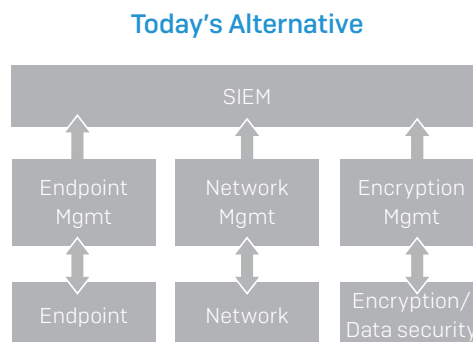 Today's Alternative
SIEM
Endpoint
Mgmt
Network
Mgmt
Encryption
Mgmt
Endpoint
Network
Encryption/
Data security